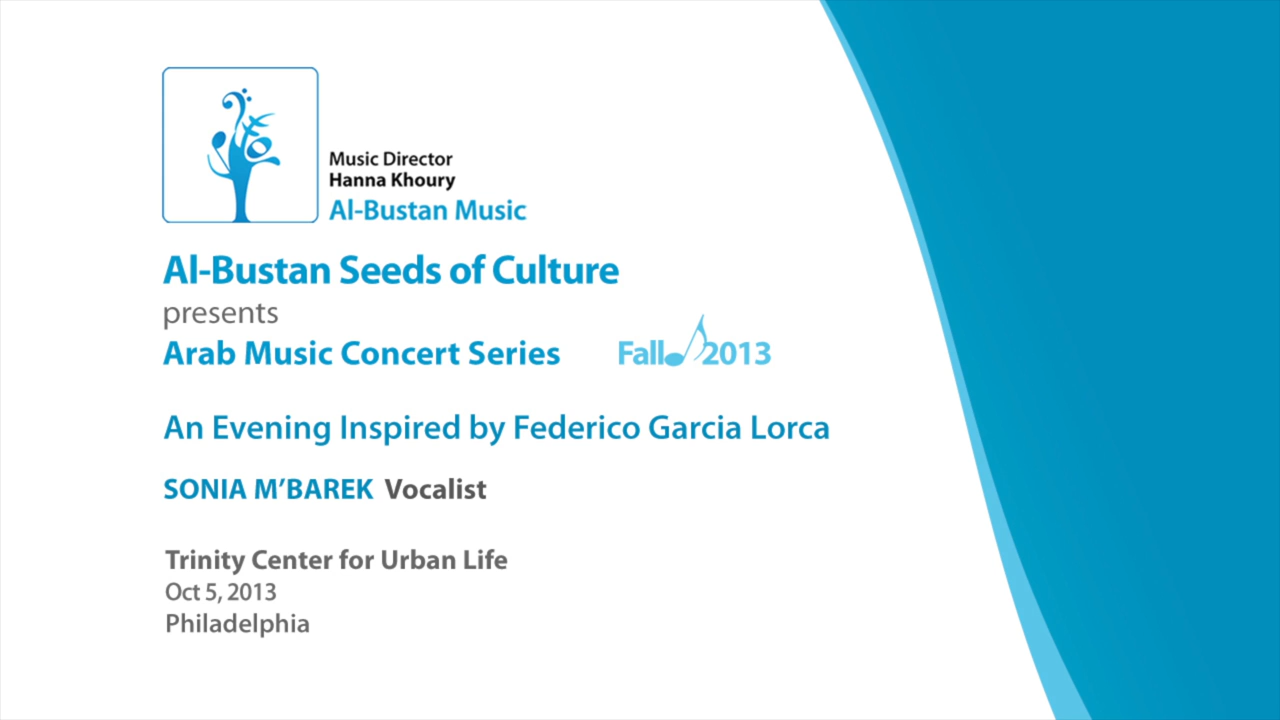 Music Director
Hanna Khoury
Al-Bustan Music
Al-Bustan Seeds of Culture
presents
Arab Music Concert Series Fall 2013
An Evening Inspired by Federico Garcia Lorca
SONIA M’BAREK Vocalist
Trinity Center for Urban Life
Oct 5, 2013
Philadelphia